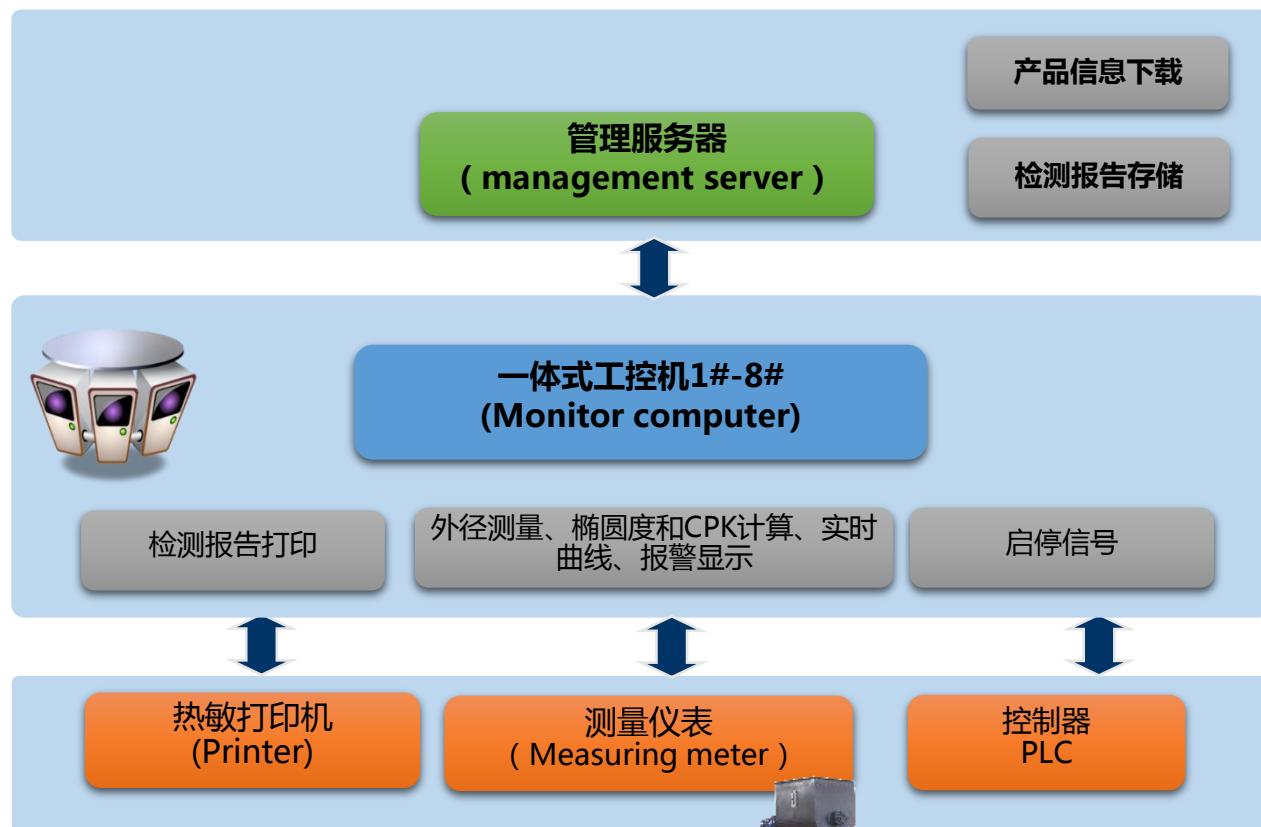 产品信息下载
管理服务器
（management server）
检测报告存储
一体式工控机1#-8#
(Monitor computer)
检测报告打印
外径测量、椭圆度和CPK计算、实时
曲线、报警显示
启停信号
热敏打印机
(Printer)
测量仪表
（Measuring meter）
控制器
PLC